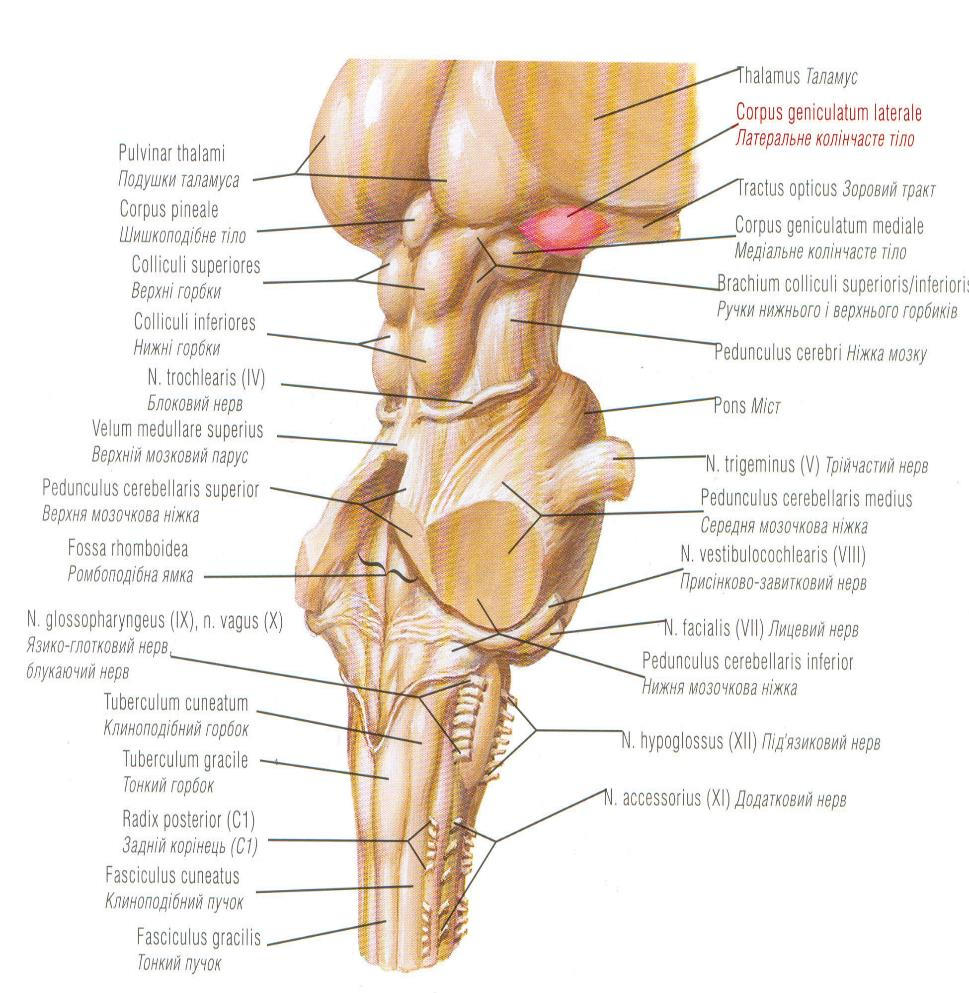 Thalamus Таламус
Corpus geniculatum laterale
Латеральне колінчасте тіло
Pulvinar thalami
Подушки таламуса
Tractus opticus Зоровий тракт
Corpus pineale
Шишкоподібне тіло
Corpus geniculatum mediale
Медіальне колінчасте тіло
Colliculi superiores
Верхні горбки
Brachium colliculi superioris/inferioris
Ручки нижнього і верхнього горбиків
Colliculi inferiores
Нижні горбки
Pedunculus cerebri Ніжка мозку
N. trochlearis (IV)
Блоковий нерв
Pons Міст
Velum medullare superius
Верхній мозковий парус
N. trigeminus (V) Трійчастий нерв
Pedunculus cerebellaris superior
Верхня мозочкова ніжка
Pedunculus cerebellaris medius
Середня мозочкова ніжка
Fossa rhomboidea
Ромбоподібна ямка
N. vestibulocochlearis (VIII)
Присінково-завитковий нерв
N. glossopharyngeus (IX), n. vagus (X)
Язико-глотковий нерв,
блукаючий нерв
N. facialis (VII) Лицевий нерв
Pedunculus cerebellaris inferior
Нижня мозочкова ніжка
Tuberculum cuneatum
Клиноподібний горбок
N. hypoglossus (XII) Під'язиковий нерв
Tuberculum gracile
Тонкий горбок
N. accessorius (XI) Додатковий нерв
Radix posterior (C1)
Задній корінець (C1)
Fasciculus cuneatus
Клиноподібний пучок
Fasciculus gracilis
Тонкий пучок